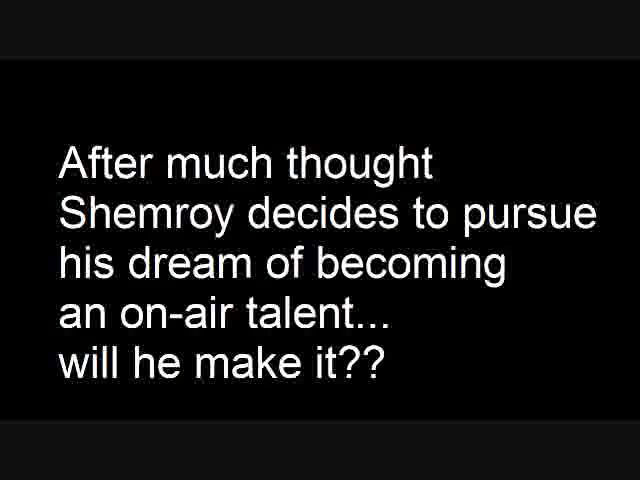 After much thought
Shemroy decides to pursue
his dream of becoming
an on-air talent...
will he make it??